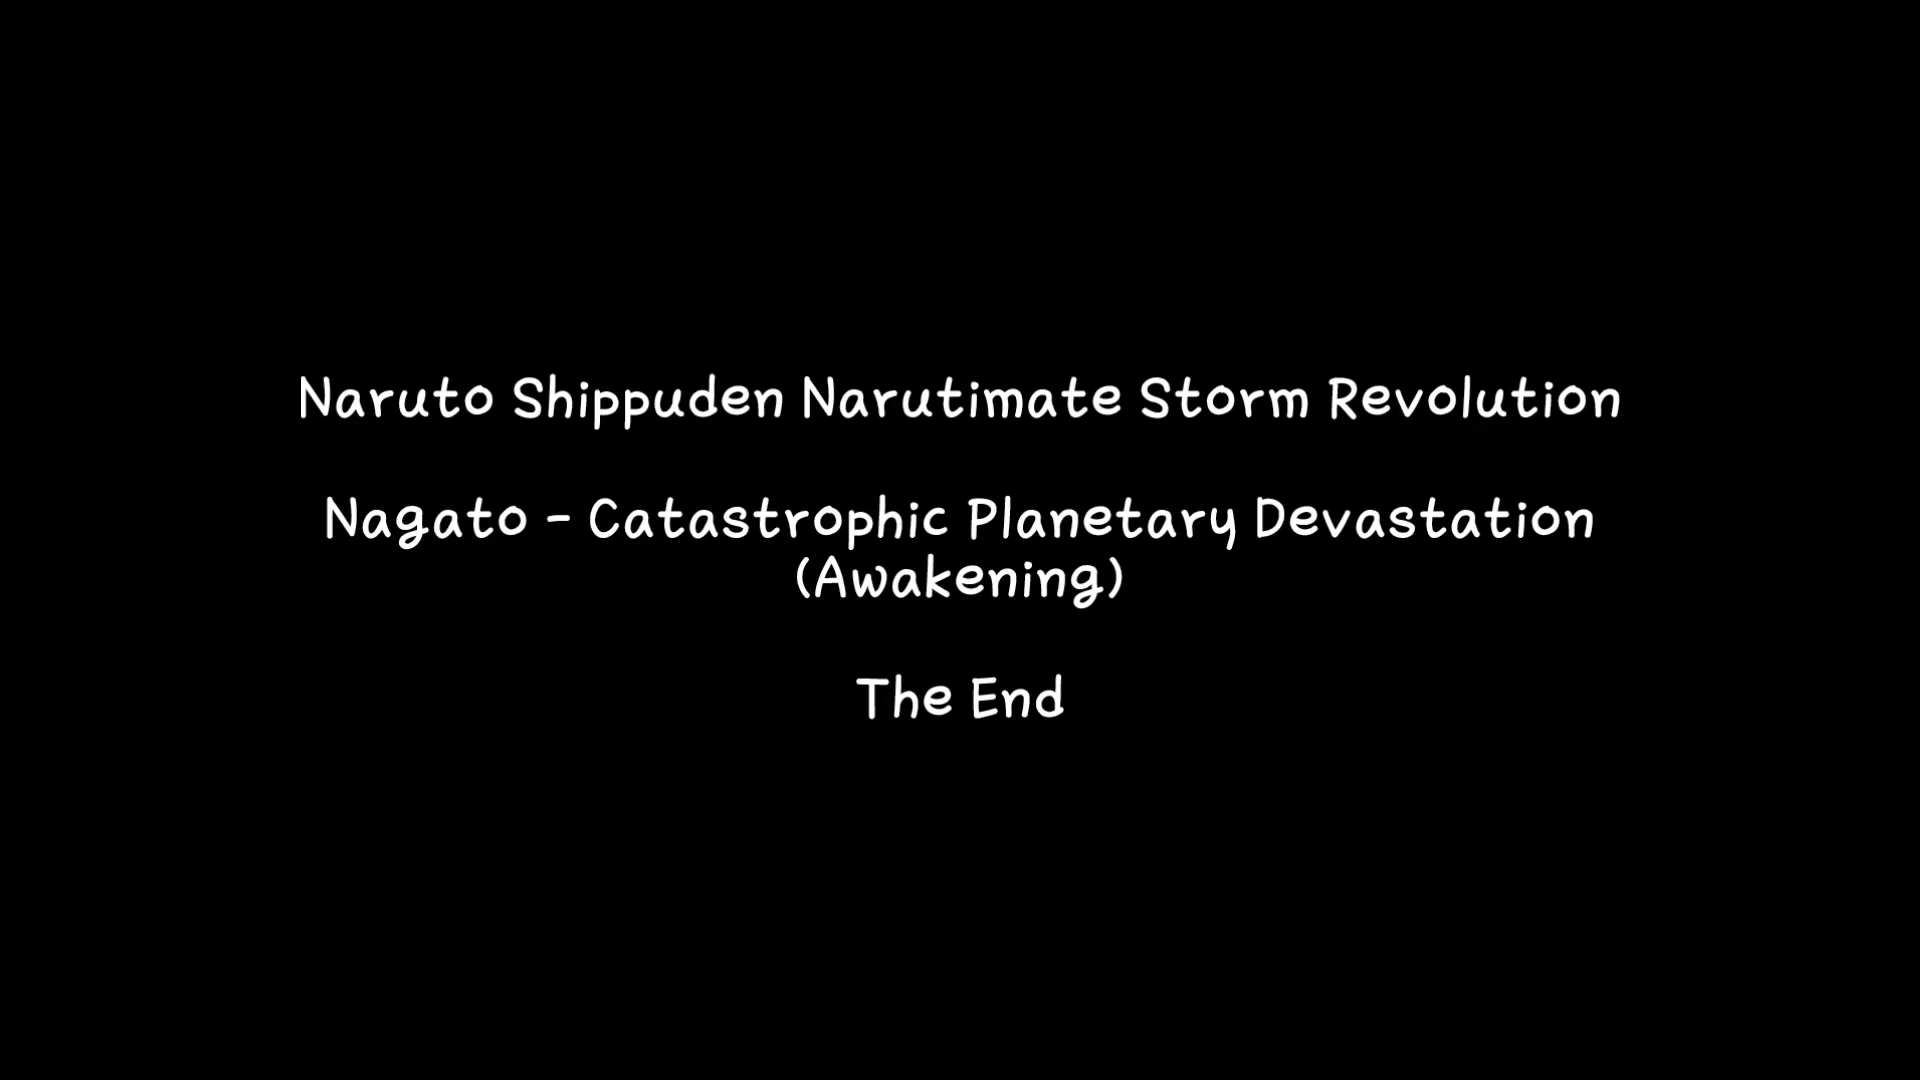 Naruto Shippuden Narutimate Storm Revolution
Nagato - Catastrophic Planetary Devastation
(Awakening)
The End